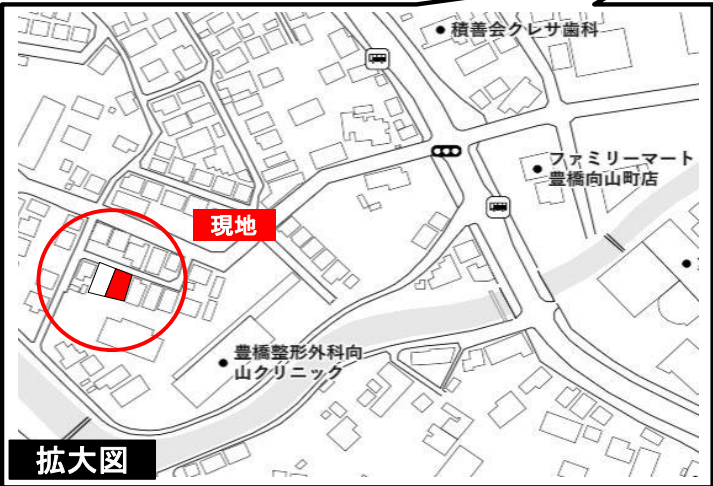 積善会クレサ歯科
ファミリーマート
豊橋向山町店
現地
豊橋整形外科向
山クリニック
拡大図